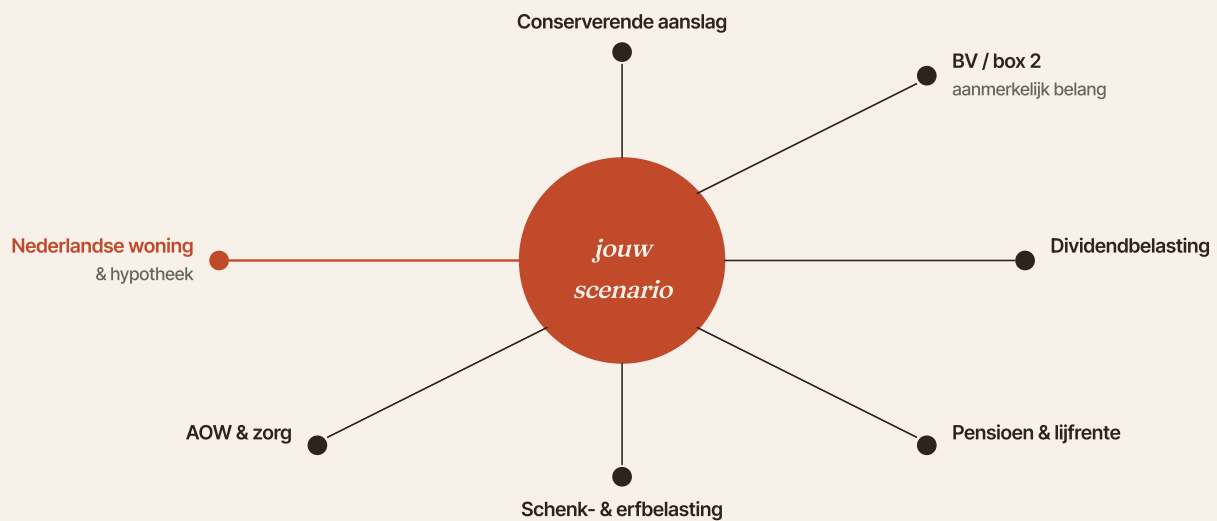 Conserverende aanslag
BV / box 2
aanmerkelijk belang
Nederlandse woning
& hypotheek
jouw
scenario
Dividendbelasting
AOW & zorg
Pensioen & lijfrente
Schenk- & erfbelasting